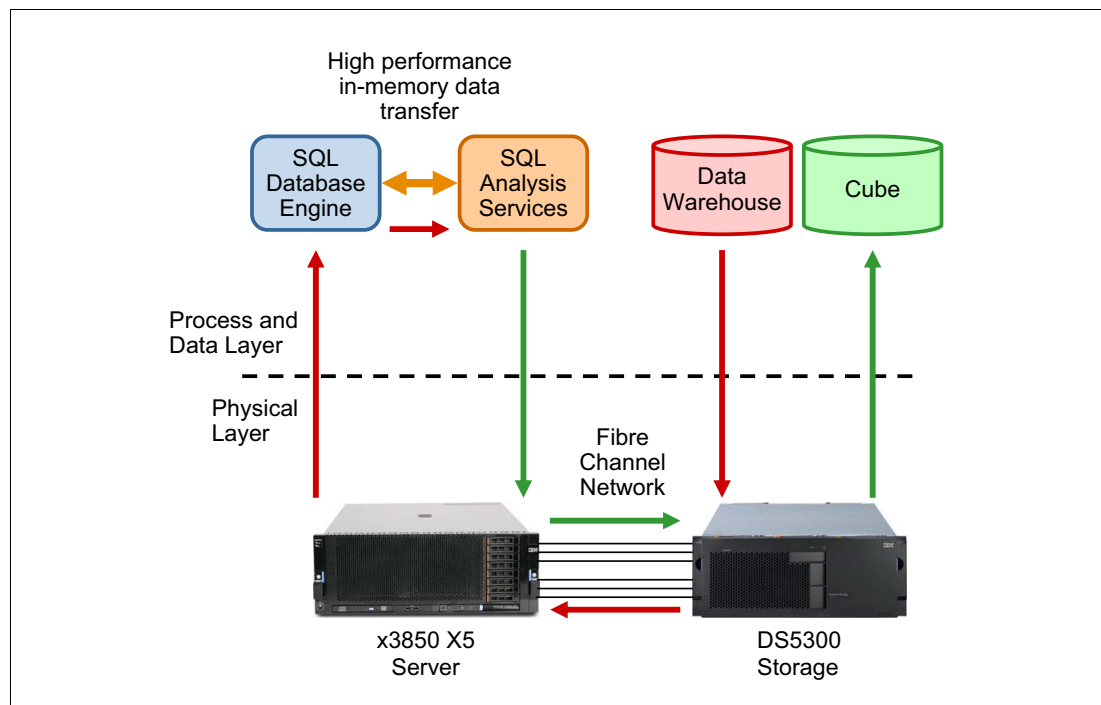 High performance
in-memory data
transfer
SQL
Database
Engine
SQL
Analysis
Services
Data
Warehouse
Cube
Process and
Data Layer
Physical
Layer
Fibre
Channel
Network
IBM
IBM
x3850 X5
Server
DS5300
Storage